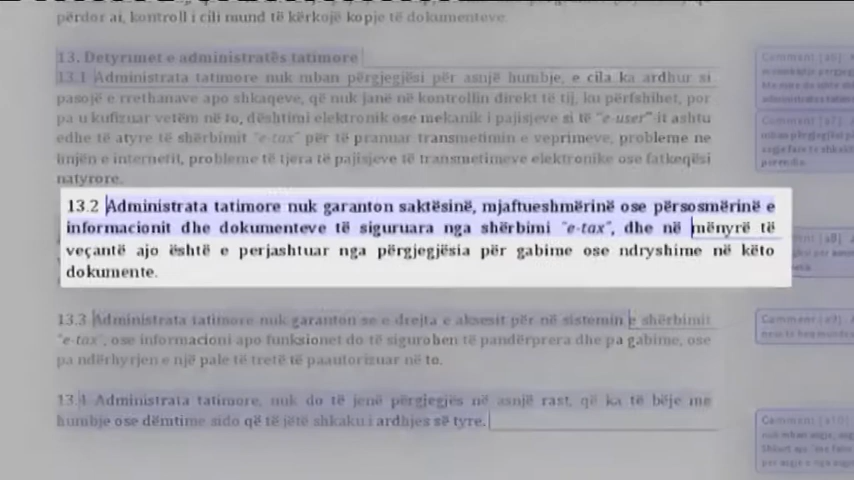 përdor ai, kontroll i cili mund të kërkojë kopje të dokumenteve.
13. Detyrimet e administratës tatimore
13.1 Administrata tatimore nuk mban përgjegjësi për asnjë humbje, e cila ka ardhur si
pasojë e rrethanave apo shkaqeve, që nuk janë në kontrollin direkt të tij, ku përfshihet, por
pa u kufizuar vetëm në to, dështimi elektronik ose mekanik i pajisjeve si të "e-user"-it ashtu
edhe të atyre të shërbimit "e-tax" për të pranuar transmetimin e veprimeve, probleme ne
linjën e internetit, probleme të tjera të pajisjeve të transmetimeve elektronike ose fatkeqësi
natyrore.
13.2 Administrata tatimore nuk garanton saktësinë, mjaftueshmërinë ose përsosmërinë e
informacionit dhe dokumenteve të siguruara nga shërbimi "e-tax", dhe në mënyrë të
veçantë ajo është e perjashtuar nga përgjegjësia për gabime ose ndryshime në këto
dokumente.
13.3 Administrata tatimore nuk garanton se e drejta e aksesit për në sistemin e shërbimit
"e-tax", ose informacioni apo funksionet do të sigurohen të pandërprera dhe pa gabime, ose
pa ndërhyrjen e një pale të tretë të paautorizuar në to.
13.4 Administrata tatimore, nuk do të jenë përgjegjës në asnjë rast, që ka të bëje me
humbje ose dëmtime sido që të jetë shkaku i ardhjes së tyre.